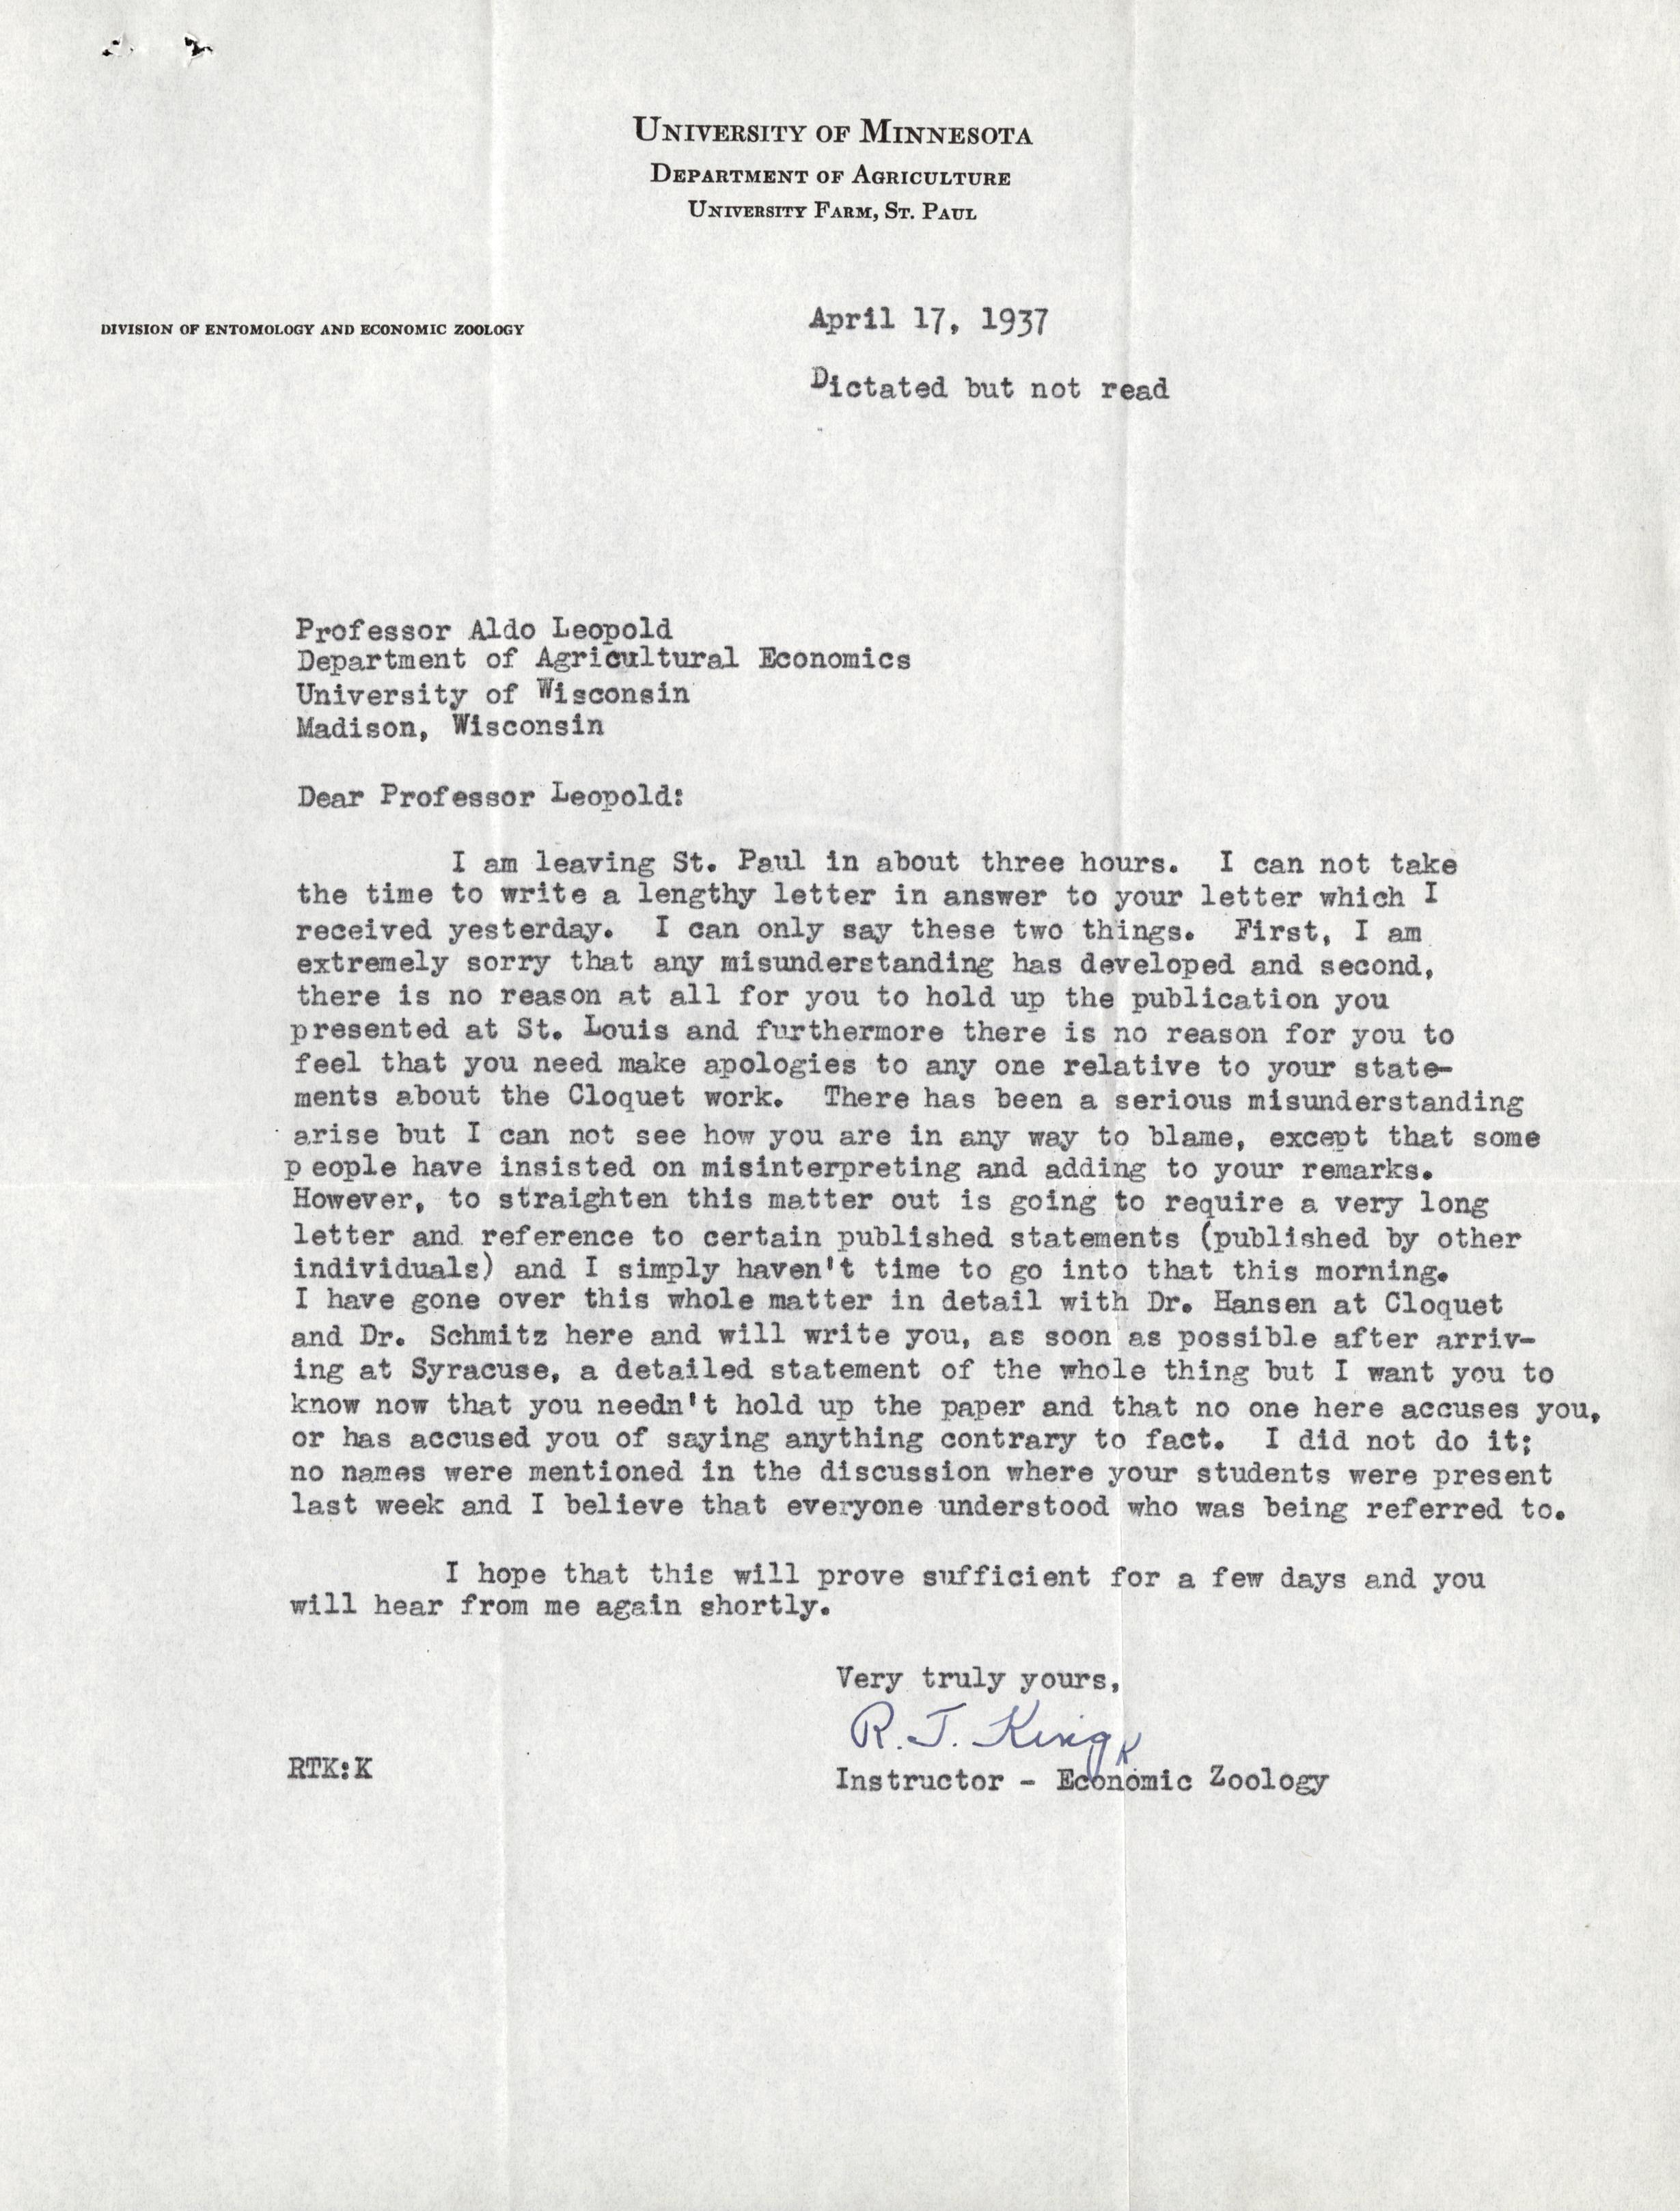 UNIVERSITY OF MINNESOTA
DEPARTMENT OF AGRICULTURE
UNIVERSITY FARM, ST. PAUL
DIVISION OF ENTOMOLOGY AND ECONOMIC ZOOLOGY
April 17, 1937
Dictated but not read
Professor Aldo Leopold
Department of Agricultural Economics
University of Wisconsin
Madison, Wisconsin
Dear Professor Leopold:
I am leaving St. Paul in about three hours. I can not take
the time to write a lengthy letter in answer to your letter which I
received yesterday. I can only say these two things. First, I am
extremely sorry that any misunderstanding has developed and second,
there is no reason at all for you to hold up the publication you
presented at St. Louis and furthermore there is no reason for you to
feel that you need make apologies to any one relative to your state-
ments about the Cloquet work. There has been a serious misunderstanding
arise but I can not see how you are in any way to blame, except that some
p eople have insisted on misinterpreting and adding to your remarks.
However, to straighten this matter out is going to require a very long
letter and reference to certain published statements (published by other
individuals) and I simply haven't time to go into that this morning.
I have gone over this whole matter in detail with Dr. Hansen at Cloquet
and Dr. Schmitz here and will write you, as soon as possible after arriv-
ing at Syracuse, a detailed statement of the whole thing but I want you to
know now that you needn't hold up the paper and that no one here accuses you,
or has accused you of saying anything contrary to fact. I did not do it;
no names were mentioned in the discussion where your students were present
last week and I believe that everyone understood who was being referred to.
I hope that this will prove sufficient for a few days and you
will hear from me again shortly.
Very truly yours,
R. T. King K
RTK:K
Instructor - Economic Zoology